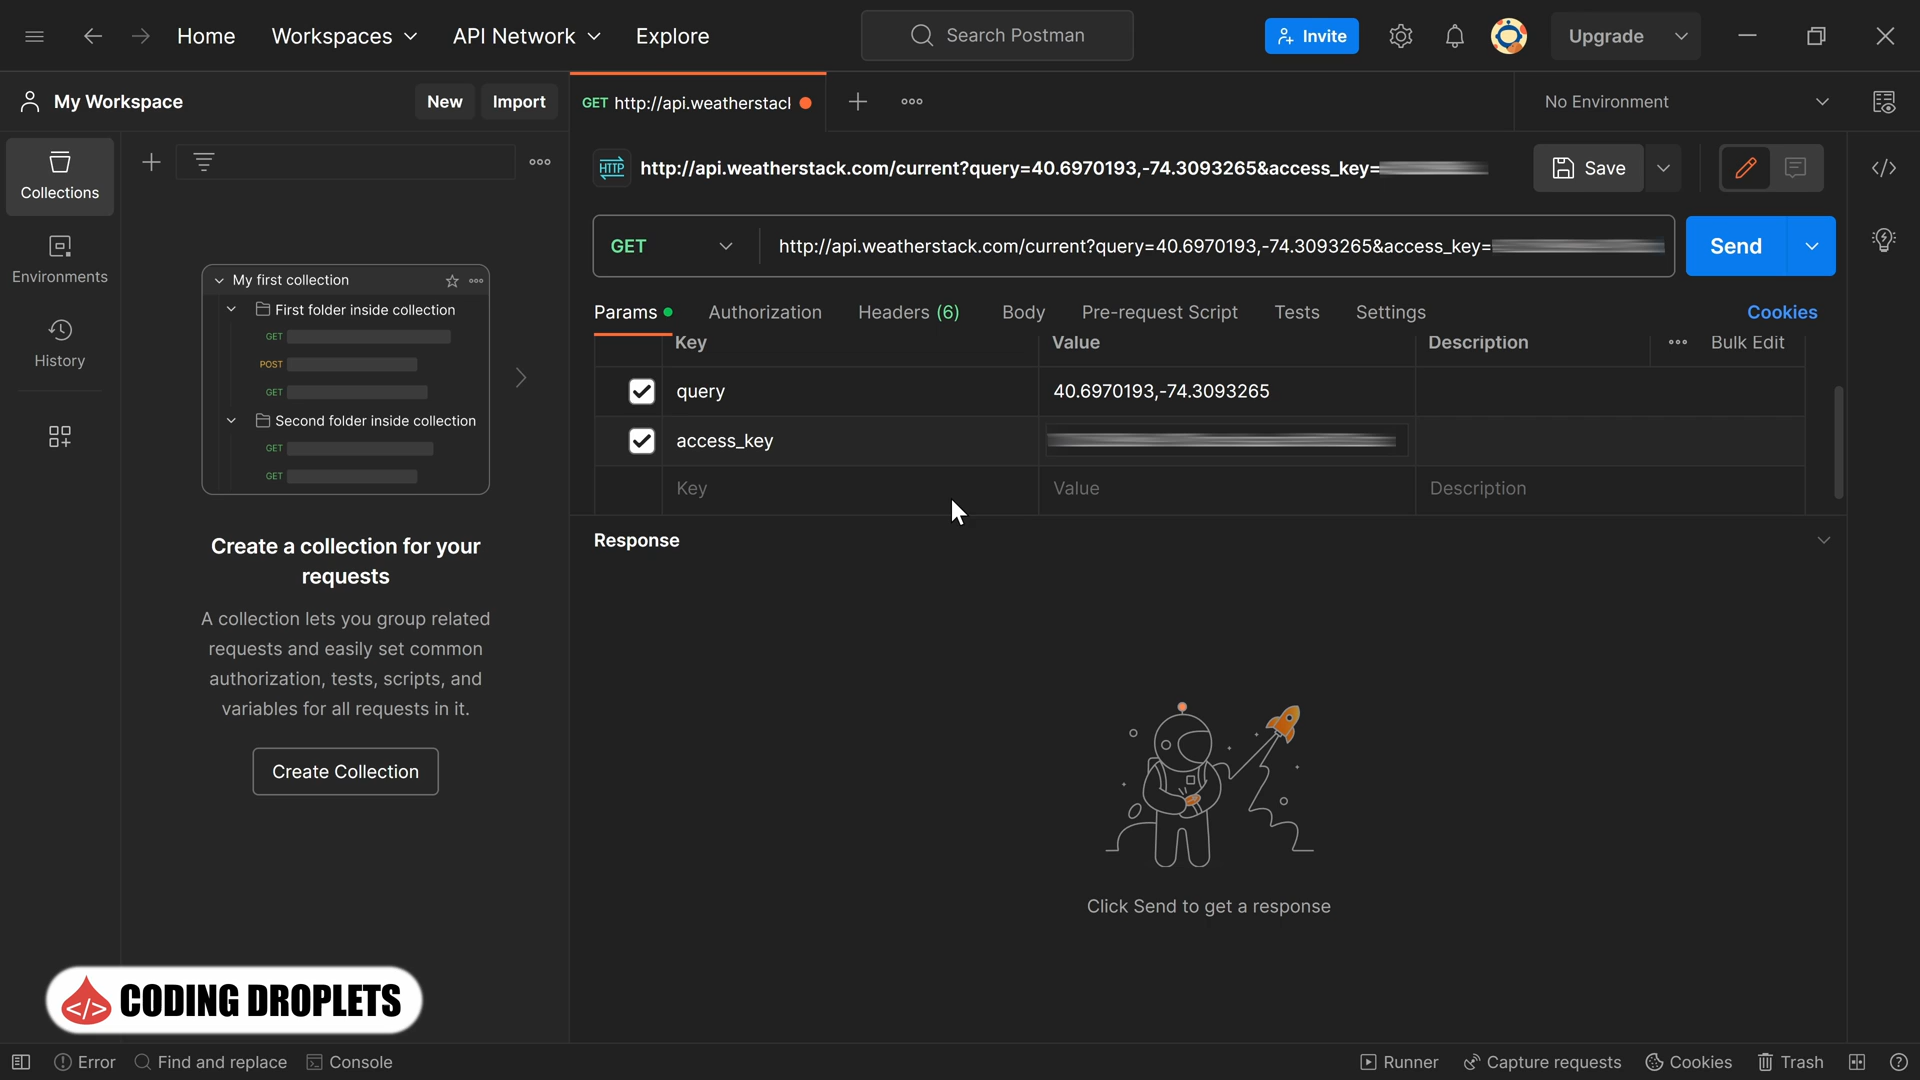 Home
Workspaces
API Network
Explore
Search Postman
Invite
Upgrade
My Workspace
New
Import
GET http://api.weatherstacl
No Environment
Collections
HTTP
http://api.weatherstack.com/current?query=40.6970193,-74.3093265&access_key=
Save
Environments
GET
http://api.weatherstack.com/current?query=40.6970193,-74.3093265&access_key=
Send
History
My first collection
First folder inside collection
GET
POST
GET
Second folder inside collection
GET
GET
Params
Authorization
Headers (6)
Body
Pre-request Script
Tests
Settings
Cookies
Key
Value
Description
Bulk Edit
query
40.6970193,-74.3093265
access_key
Key
Value
Description
Response
Create a collection for your
requests
A collection lets you group related
requests and easily set common
authorization, tests, scripts, and
variables for all requests in it.
Create Collection
Click Send to get a response
</> CODING DROPLETS
Error
Find and replace
Console
Runner
Capture requests
Cookies
Trash